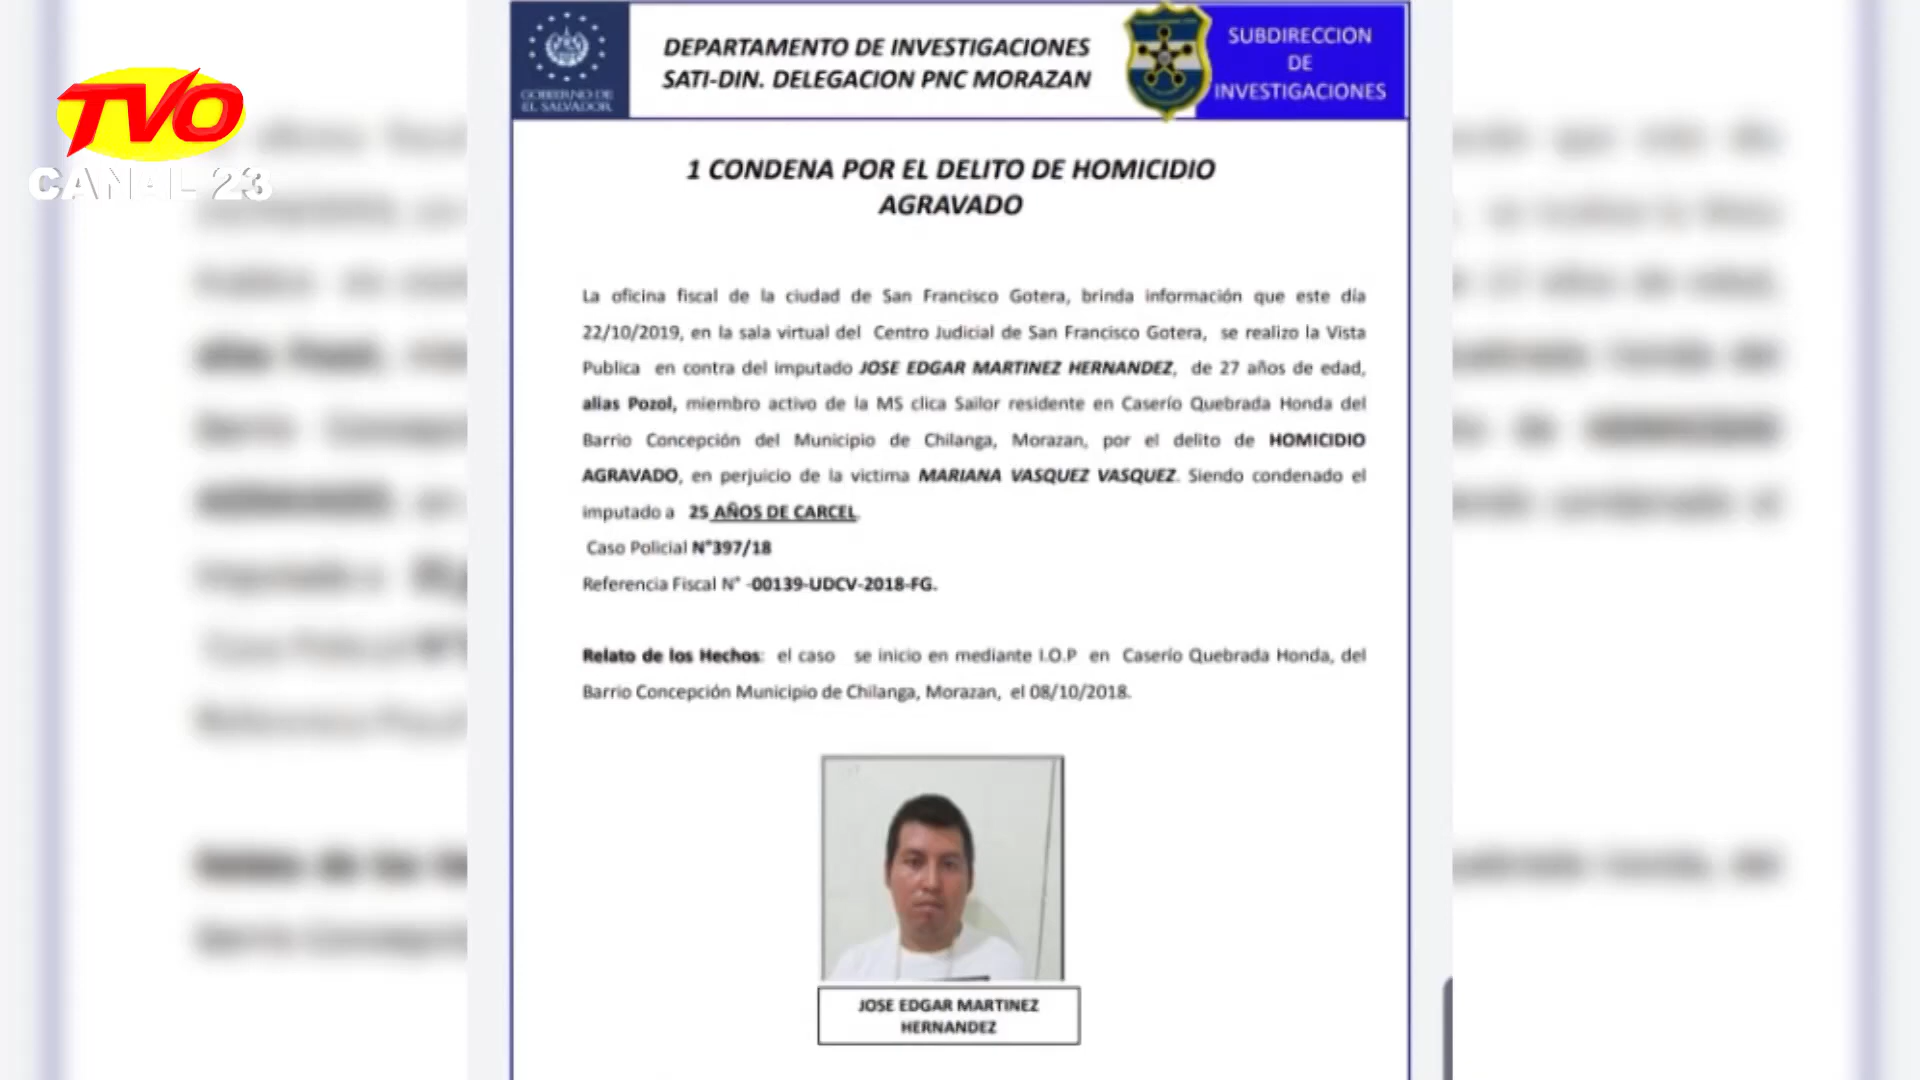 TVO
CANAL 23
GOBIERNO DE
EL SALVADOR
DEPARTAMENTO DE INVESTIGACIONES
SATI-DIN. DELEGACION PNC MORAZAN
SUBDIRECCION
DE
INVESTIGACIONES
1 CONDENA POR EL DELITO DE HOMICIDIO
AGRAVADO
La oficina fiscal de la ciudad de San Francisco Gotera, brinda información que este día
22/10/2019, en la sala virtual del Centro Judicial de San Francisco Gotera, se realizo la Vista
Publica en contra del imputado JOSE EDGAR MARTINEZ HERNANDEZ, de 27 años de edad,
alias Pozol, miembro activo de la MS clica Sailor residente en Caserío Quebrada Honda del
Barrio Concepción del Municipio de Chilanga, Morazan, por el delito de HOMICIDIO
AGRAVADO, en perjuicio de la victima MARIANA VASQUEZ VASQUEZ. Siendo condenado el
imputado a 25 AÑOS DE CARCEL.
Caso Policial N°397/18
Referencia Fiscal N° -00139-UDCV-2018-FG.
Relato de los Hechos: el caso se inicio en mediante I.O.P en Caserío Quebrada Honda, del
Barrio Concepción Municipio de Chilanga, Morazan, el 08/10/2018.
JOSE EDGAR MARTINEZ
HERNANDEZ